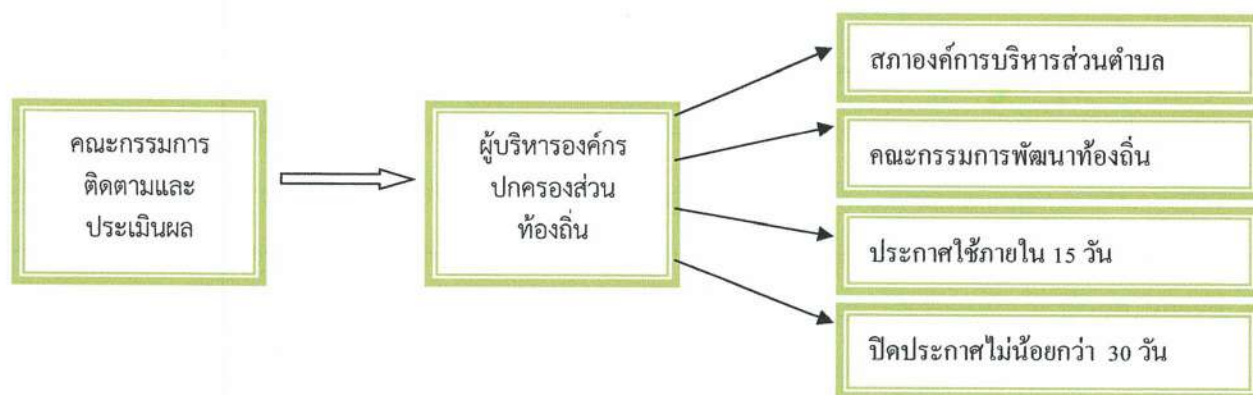 คณะกรรมการ
ติดตามและ
ประเมินผล
ผู้บริหารองค์กร
ปกครองส่วน
ท้องถิ่น
สภาองค์การบริหารส่วนตำบล
คณะกรรมการพัฒนาท้องถิ่น
ประกาศใช้ภายใน 15 วัน
ปิดประกาศไม่น้อยกว่า 30 วัน